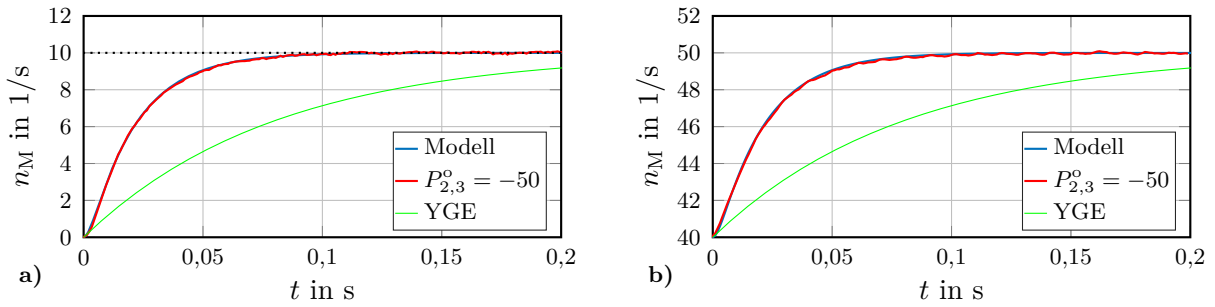 12
10
8
6
4
2
0
n_M in 1/s
0 0,05 0,1 0,15 0,2
t in s
Modell
P^o_{2,3} = −50
YGE
a)
52
50
48
46
44
42
40
n_M in 1/s
0 0,05 0,1 0,15 0,2
t in s
Modell
P^o_{2,3} = −50
YGE
b)